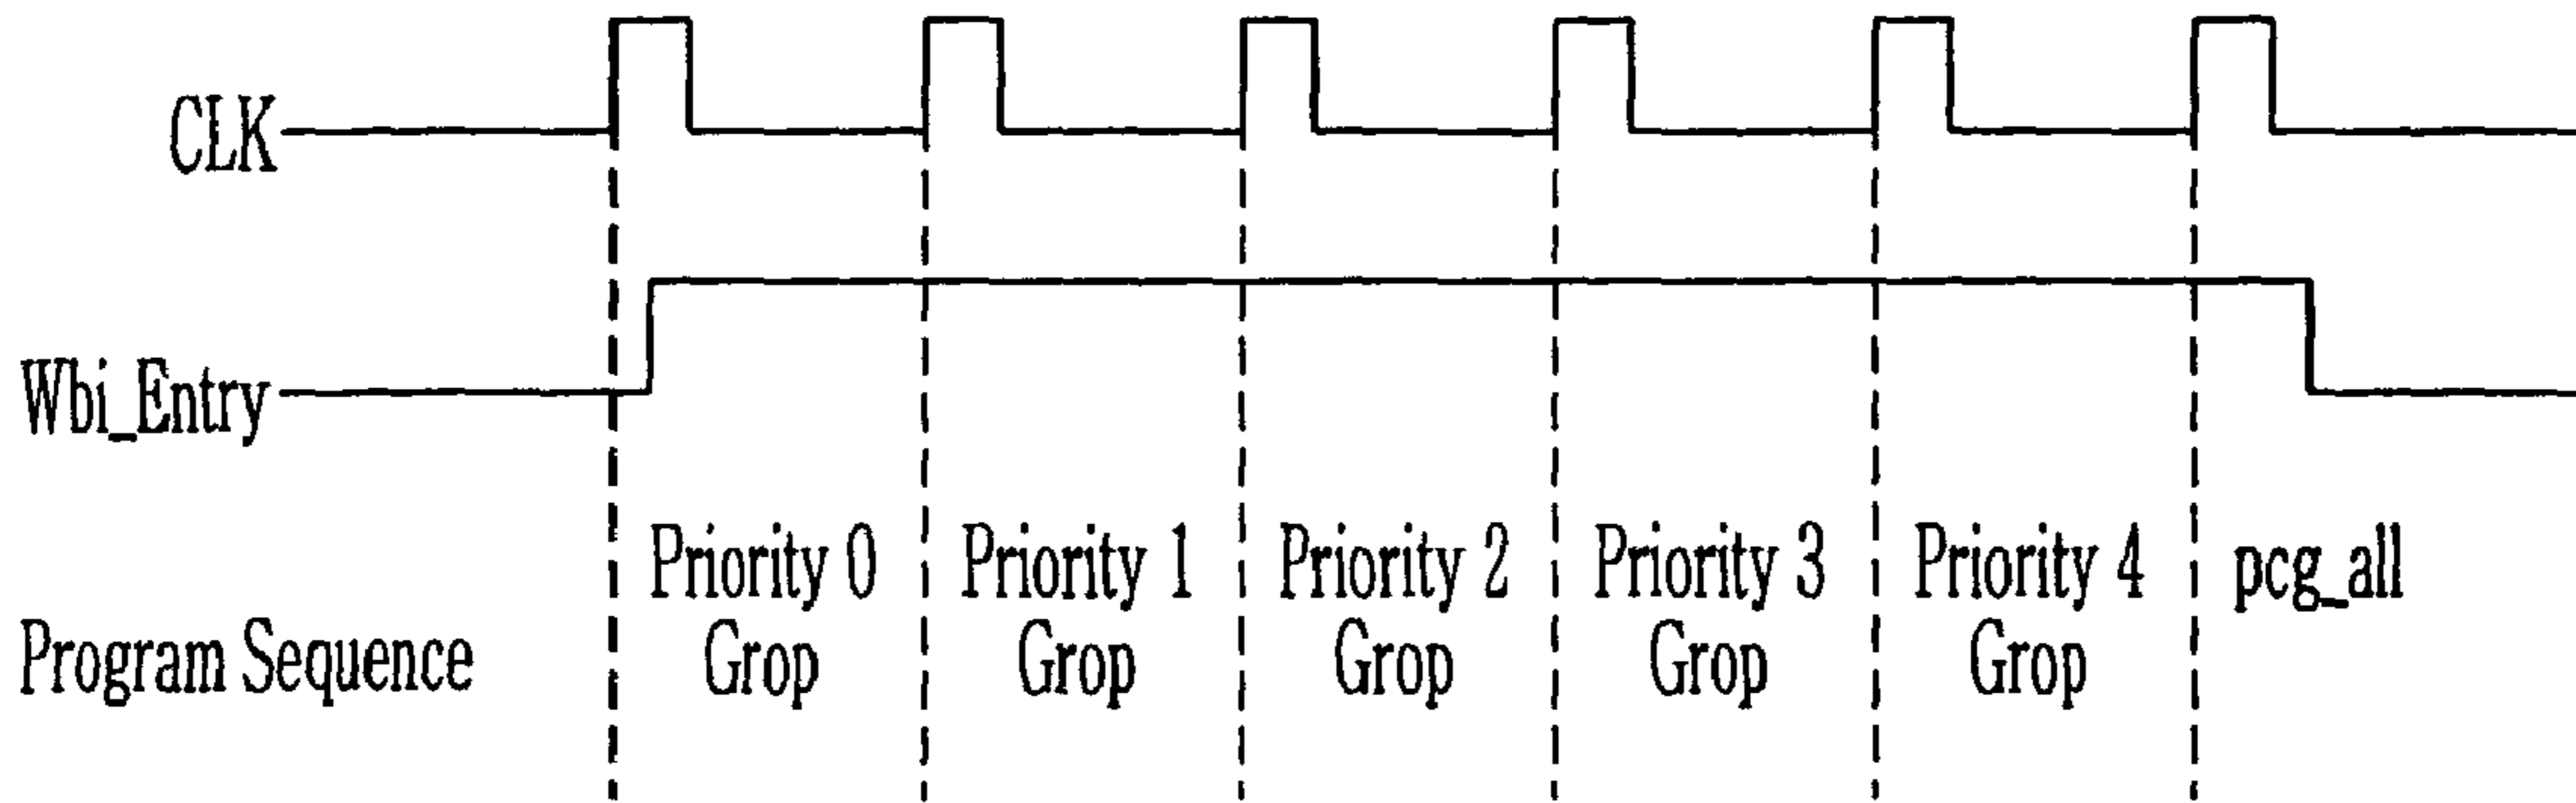 CLK
Wbi_Entry
Program Sequence
Priority 0
Grop
Priority 1
Grop
Priority 2
Grop
Priority 3
Grop
Priority 4
Grop
pcg_all